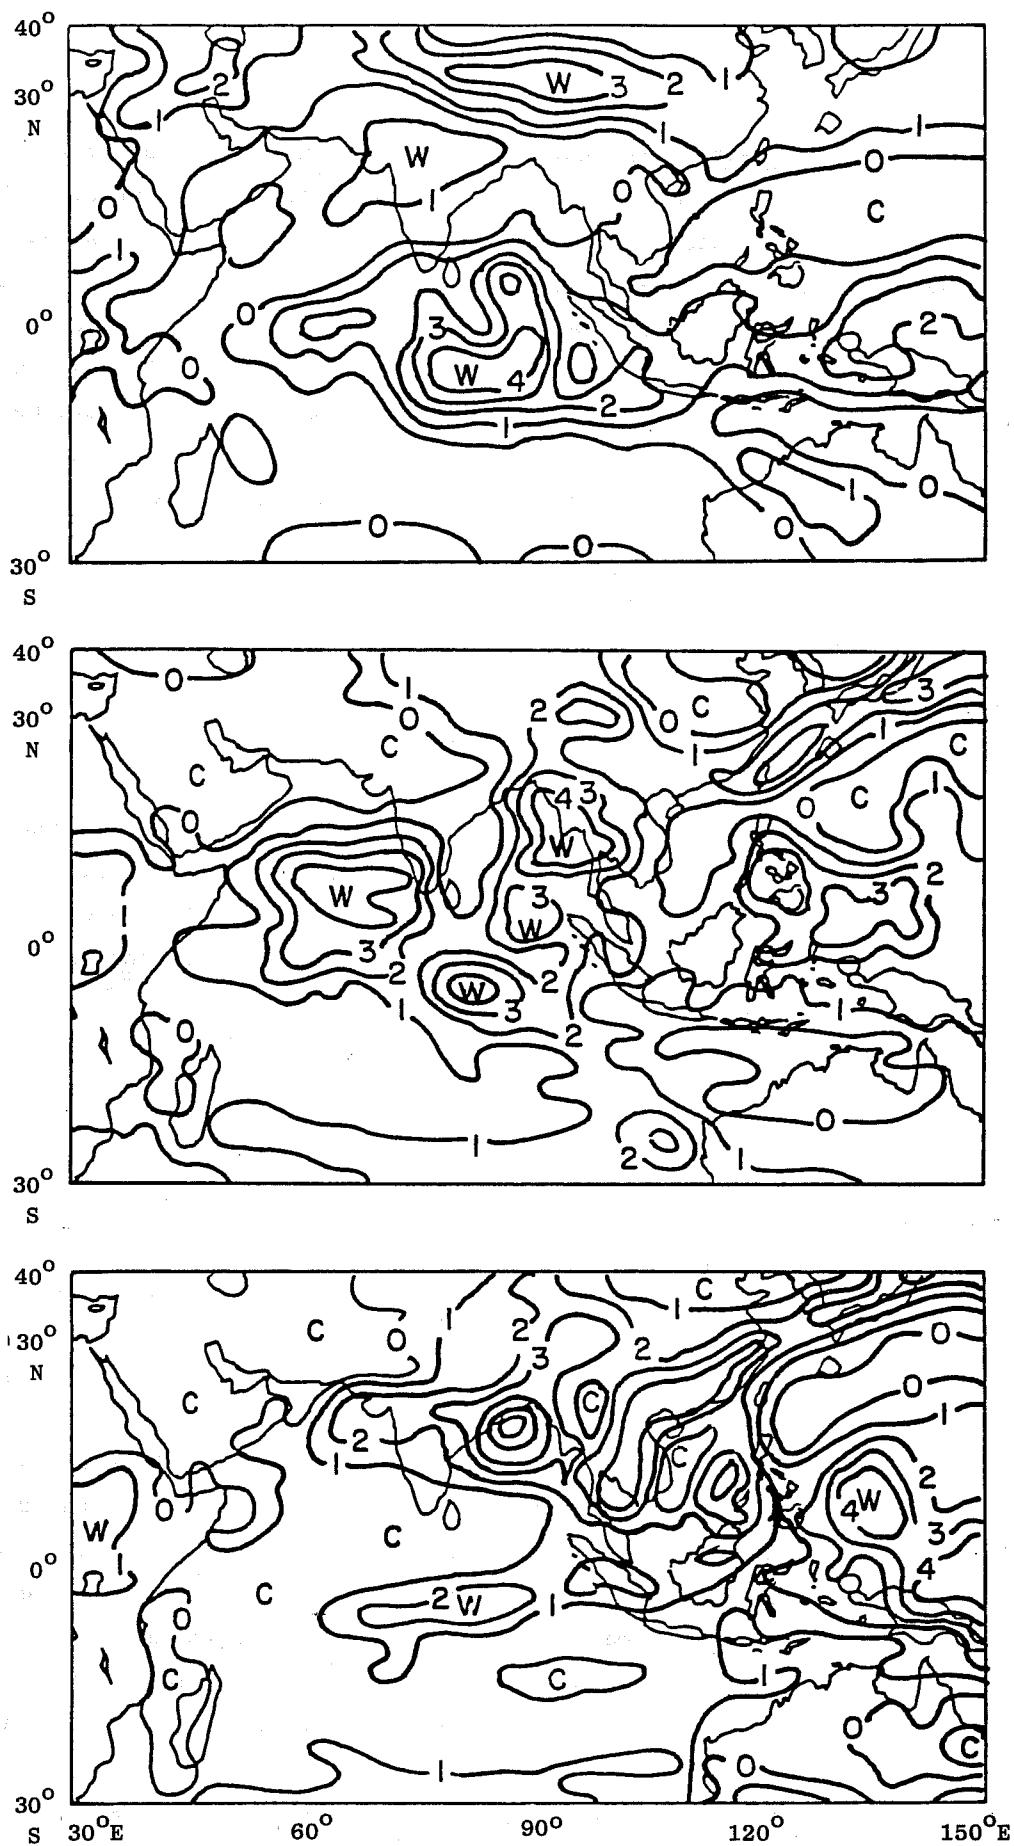 40°
W 3 2 1
2
30°
N
1 1 1
W 0
1 0
0 C
1
0
0° 3 2
0 W 4
2
1
1 0
0 0
0
30°
S
40°
0 1 3
2 C
30° 0 0 1
N C 1 C
C 4 3 0 C 1
0 W
W 3 3 2
1 W
0° 3
2 2
W 3 1
1 2
0
0
1 2 1
30°
S
40°
C 1 2 1 C
30° C 0 3 2 0
N
C C 0
1
2 C
1 2
0 4 W
W C 3
0° 1 4
C 2 W 1
0
C C 1
0
C
1 0
30°
S 30°E 60° 90° 120° 150°E